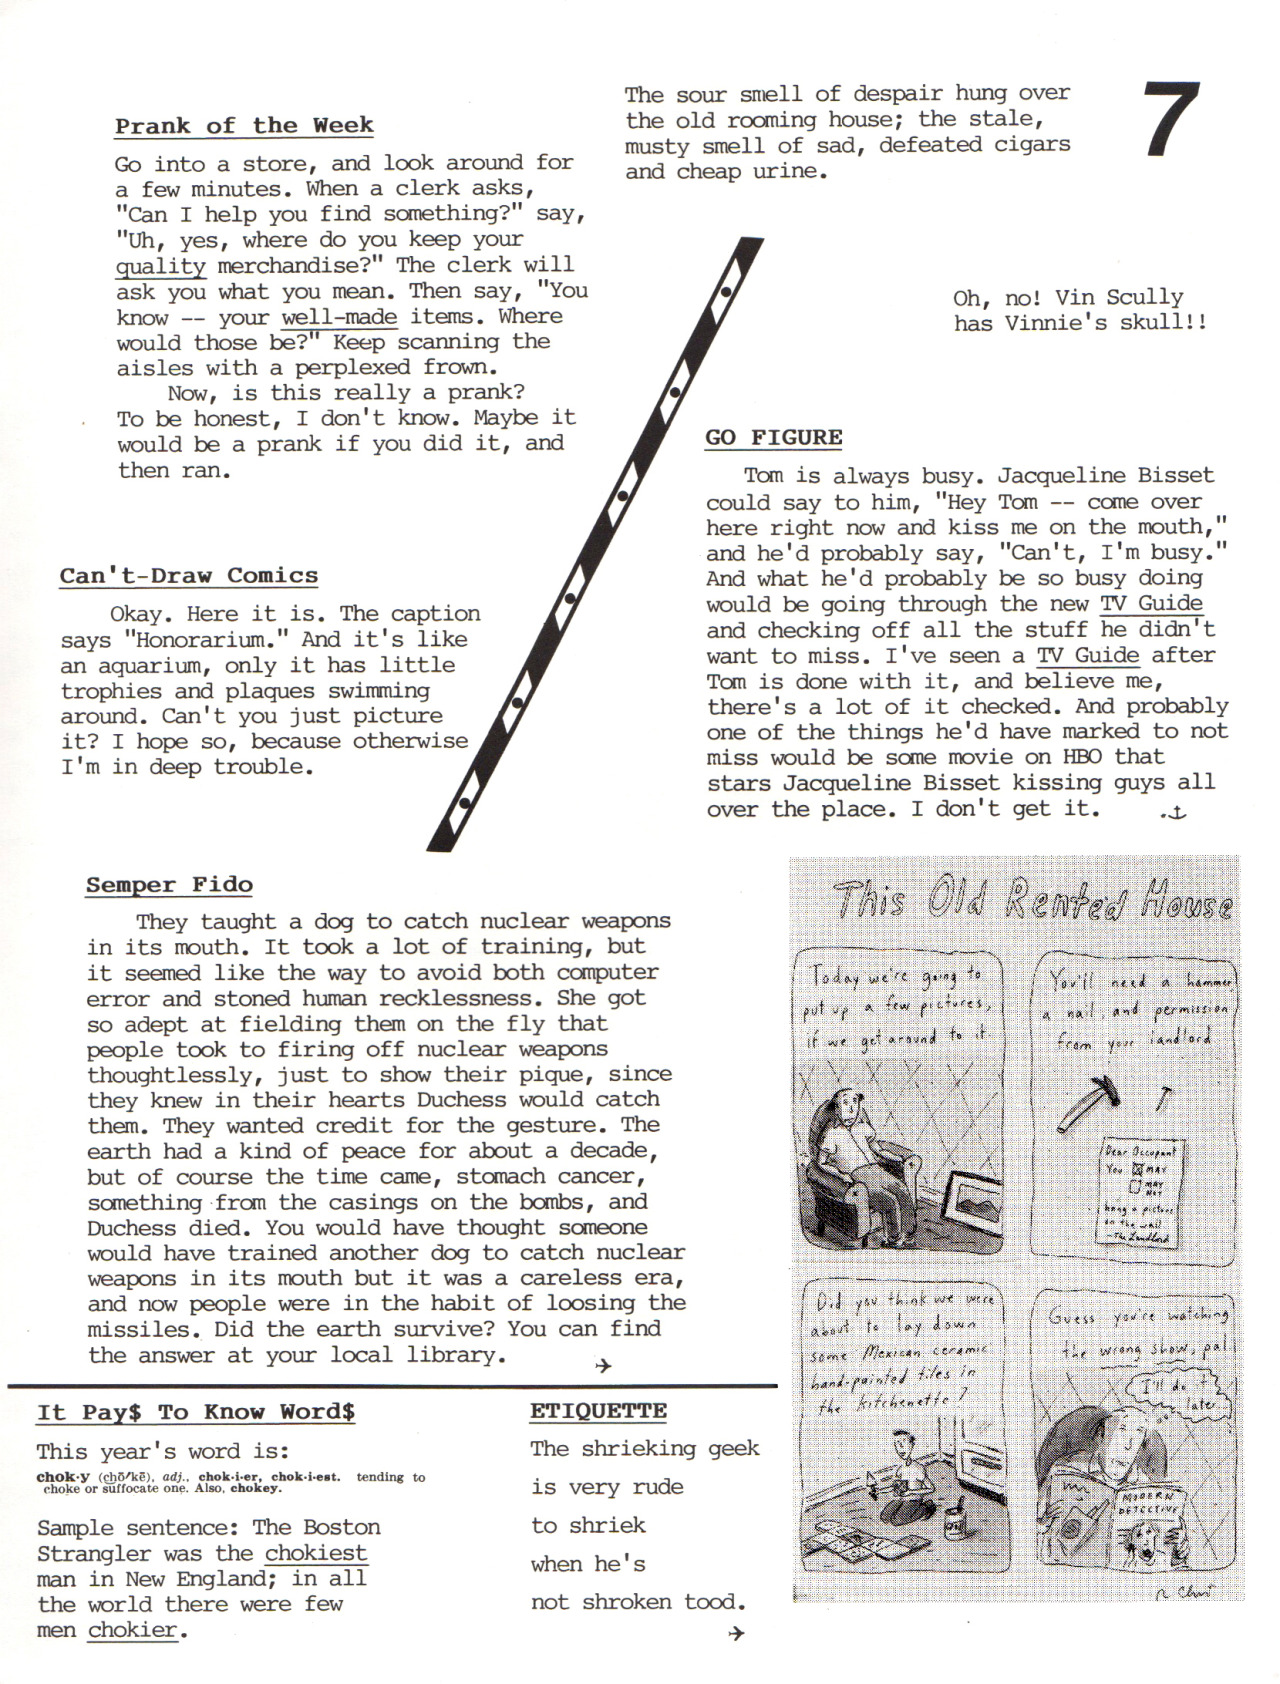 7
Prank of the Week
Go into a store, and look around for
a few minutes. When a clerk asks,
"Can I help you find something?" say,
"Uh, yes, where do you keep your
quality merchandise?" The clerk will
ask you what you mean. Then say, "You
know -- your well-made items. Where
would those be?" Keep scanning the
aisles with a perplexed frown.
Now, is this really a prank?
To be honest, I don't know. Maybe it
would be a prank if you did it, and
then ran.
The sour smell of despair hung over
the old rooming house; the stale,
musty smell of sad, defeated cigars
and cheap urine.
Oh, no! Vin Scully
has Vinnie's skull!!
Can't-Draw Comics
Okay. Here it is. The caption
says "Honorarium." And it's like
an aquarium, only it has little
trophies and plaques swimming
around. Can't you just picture
it? I hope so, because otherwise
I'm in deep trouble.
GO FIGURE
Tom is always busy. Jacqueline Bisset
could say to him, "Hey Tom -- come over
here right now and kiss me on the mouth,"
and he'd probably say, "Can't, I'm busy."
And what he'd probably be so busy doing
would be going through the new TV Guide
and checking off all the stuff he didn't
want to miss. I've seen a TV Guide after
Tom is done with it, and believe me,
there's a lot of it checked. And probably
one of the things he'd have marked to not
miss would be some movie on HBO that
stars Jacqueline Bisset kissing guys all
over the place. I don't get it.
Semper Fido
They taught a dog to catch nuclear weapons
in its mouth. It took a lot of training, but
it seemed like the way to avoid both computer
error and stoned human recklessness. She got
so adept at fielding them on the fly that
people took to firing off nuclear weapons
thoughtlessly, just to show their pique, since
they knew in their hearts Duchess would catch
them. They wanted credit for the gesture. The
earth had a kind of peace for about a decade,
but of course the time came, stomach cancer,
something from the casings on the bombs, and
Duchess died. You would have thought someone
would have trained another dog to catch nuclear
weapons in its mouth but it was a careless era,
and now people were in the habit of loosing the
missiles. Did the earth survive? You can find
the answer at your local library.
It Pay$ To Know Word$
This year's word is:
chok·y (chō′kē), adj., chok·i·er, chok·i·est. tending to
choke or suffocate one. Also, chokey.
Sample sentence: The Boston
Strangler was the chokiest
man in New England; in all
the world there were few
men chokier.
ETIQUETTE
The shrieking geek
is very rude
to shriek
when he's
not shroken tood.
This Old Rented House
Today we're going to
put up a few pictures,
if we get around to it.
You'll need a hammer
a nail, and permission
from your landlord
Dear Occupant
You MAY
MAY
NOT
hang a picture
on the wall
-The Landlord
Did you think we were
about to lay down
some Mexican ceramic
hand-painted tiles in
the kitchenette?
Guess you're watching
the wrong show, pal
I'll do it
later
MODERN
DETECTIVE